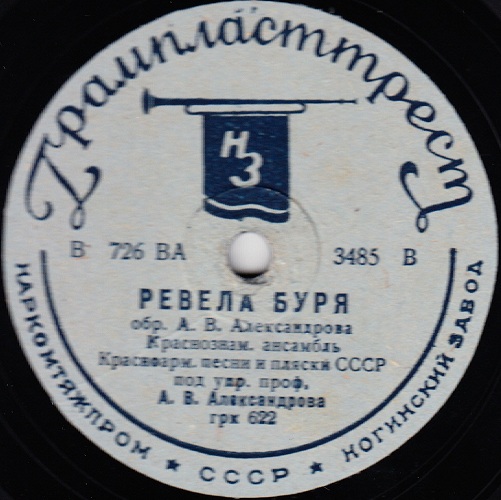 Грампласттрест
НЗ
В 726 ВА 3485 В
РЕВЕЛА БУРЯ
обр. А. В. Александрова
Краснознам. ансамбль
Красноарм. песни и пляски СССР
под упр. проф.
А. В. Александрова
грк 622
НАРКОМТЯЖПРОМ ★ СССР ★ НОГИНСКИЙ ЗАВОД